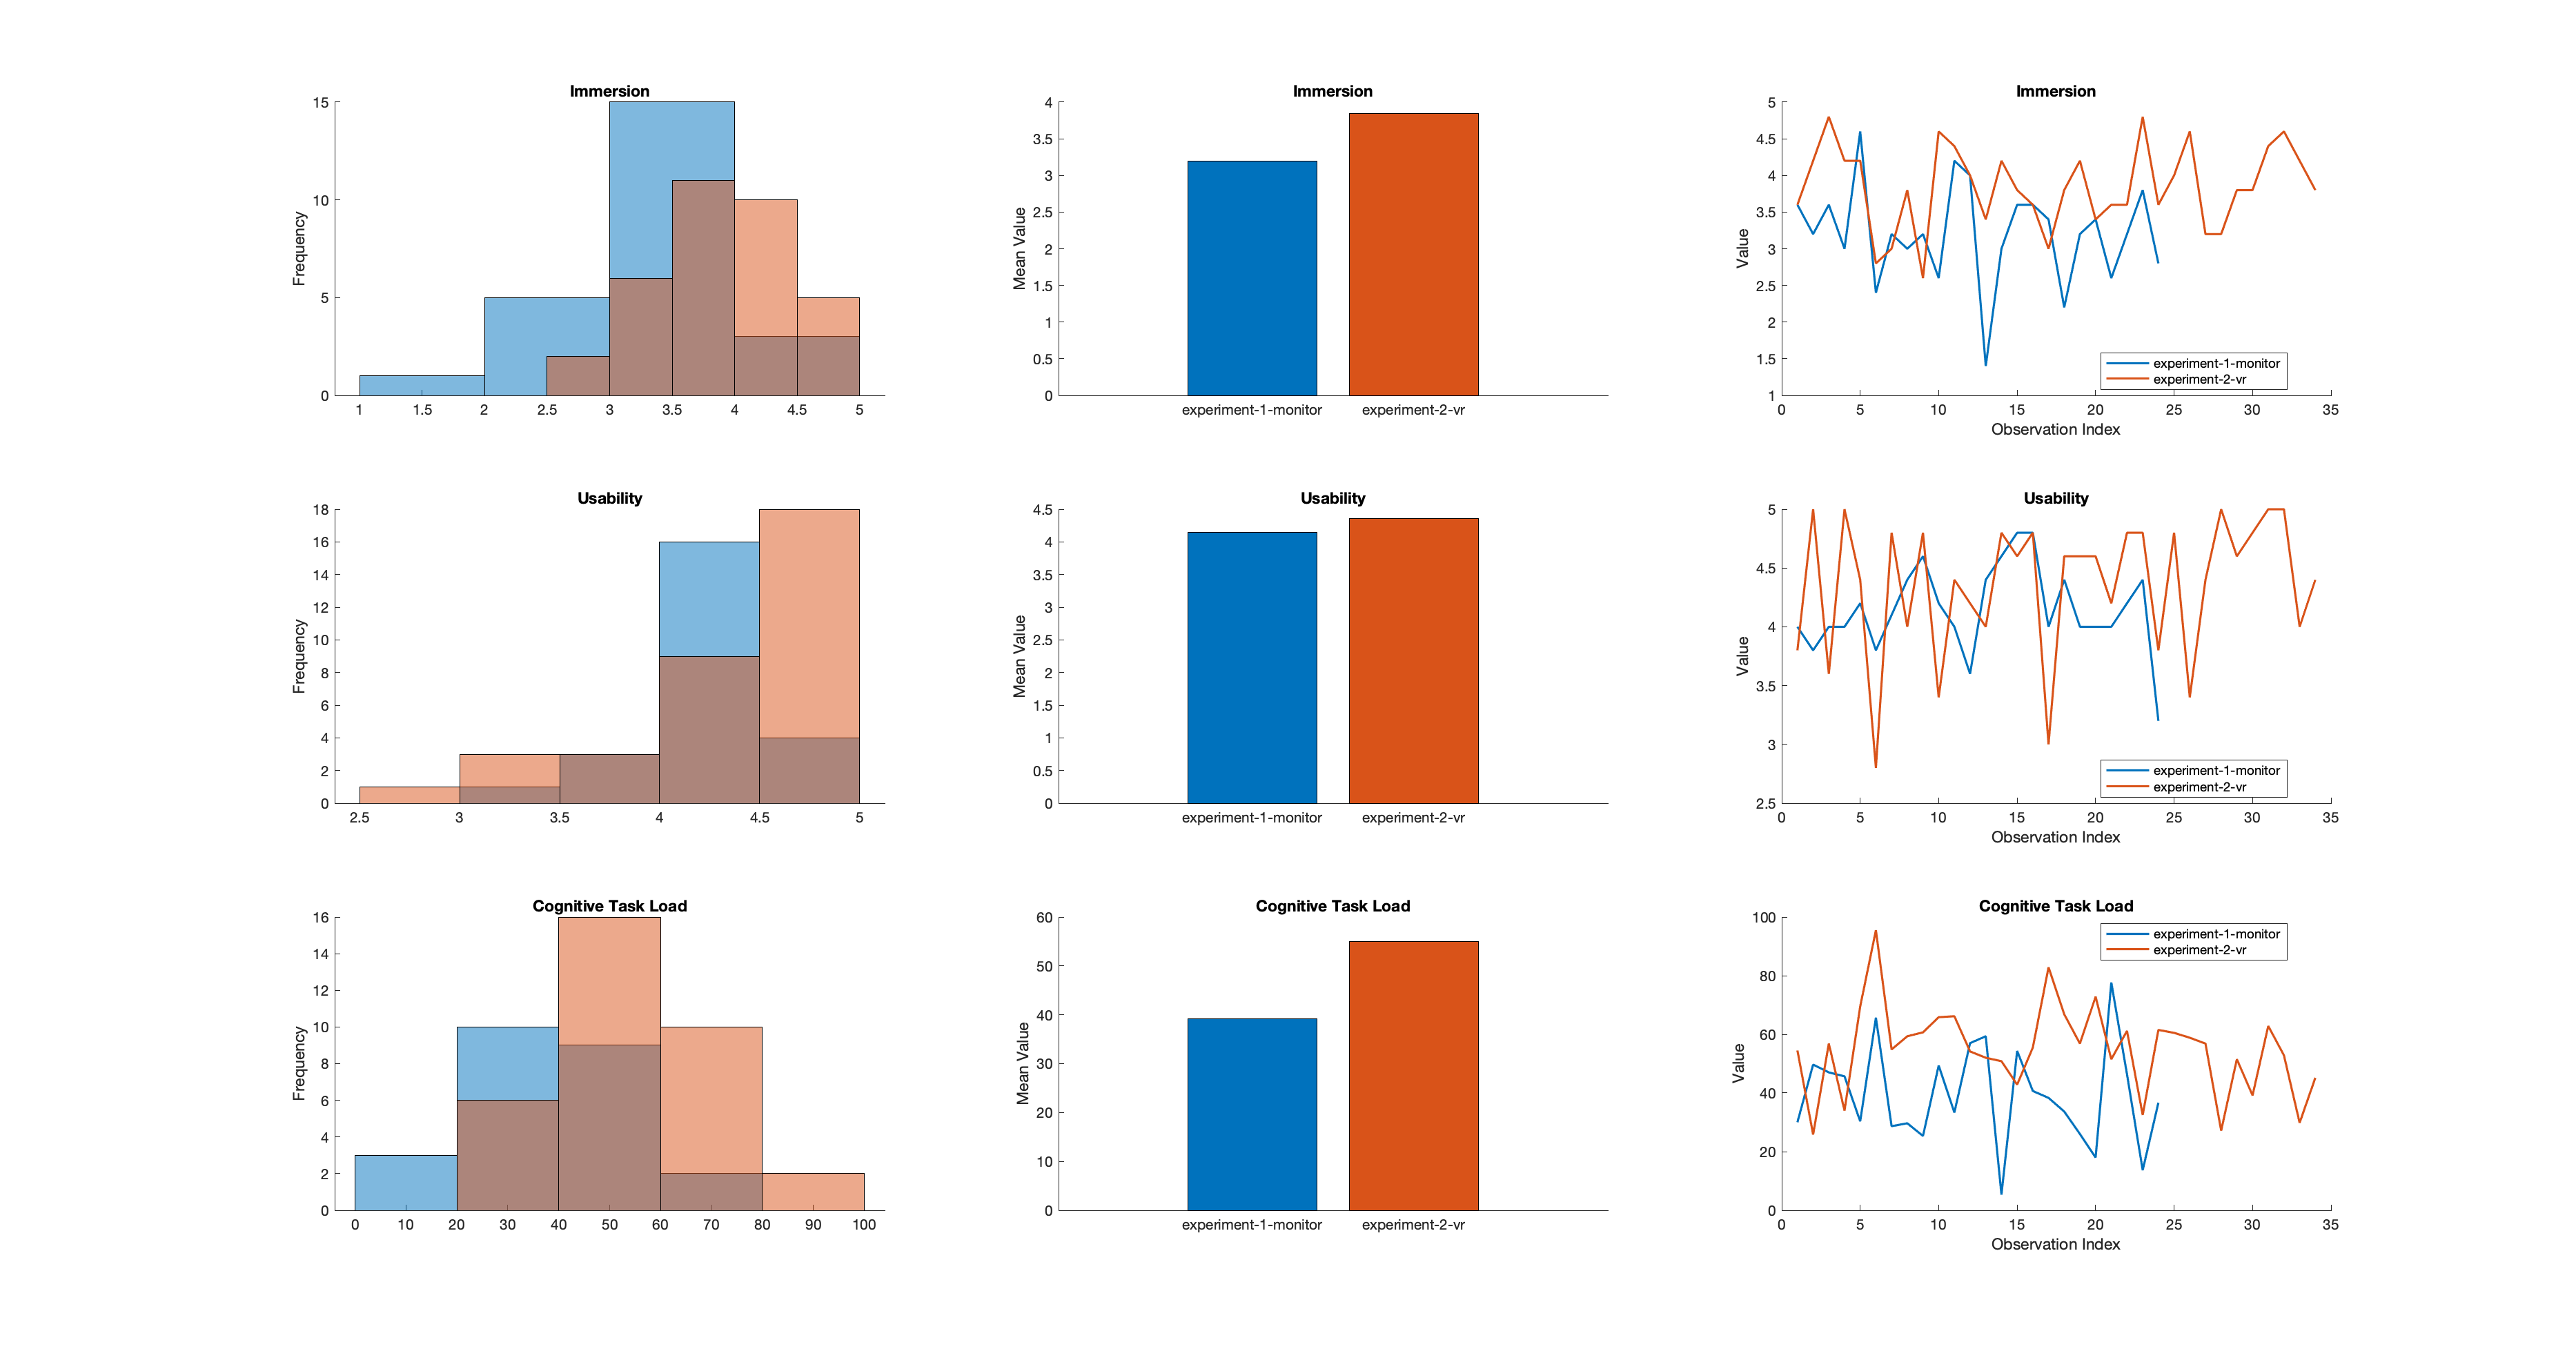 Immersion
15
10
5
0
Frequency
1 1.5 2 2.5 3 3.5 4 4.5 5
Immersion
4
3.5
3
2.5
2
1.5
1
0.5
0
Mean Value
experiment-1-monitor experiment-2-vr
Immersion
5
4.5
4
3.5
3
2.5
2
1.5
1
Value
experiment-1-monitor
experiment-2-vr
0 5 10 15 20 25 30 35
Observation Index
Usability
18
16
14
12
10
8
6
4
2
0
Frequency
2.5 3 3.5 4 4.5 5
Usability
4.5
4
3.5
3
2.5
2
1.5
1
0.5
0
Mean Value
experiment-1-monitor experiment-2-vr
Usability
5
4.5
4
3.5
3
2.5
Value
experiment-1-monitor
experiment-2-vr
0 5 10 15 20 25 30 35
Observation Index
Cognitive Task Load
16
14
12
10
8
6
4
2
0
Frequency
0 10 20 30 40 50 60 70 80 90 100
Cognitive Task Load
60
50
40
30
20
10
0
Mean Value
experiment-1-monitor experiment-2-vr
Cognitive Task Load
100
80
60
40
20
0
Value
experiment-1-monitor
experiment-2-vr
0 5 10 15 20 25 30 35
Observation Index